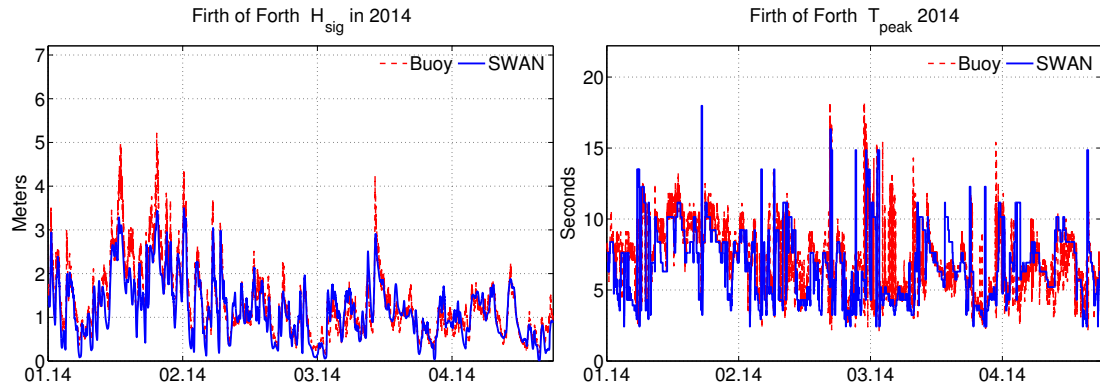 Firth of Forth H_sig in 2014
Buoy SWAN
Meters
7
6
5
4
3
2
1
0
01.14 02.14 03.14 04.14
Firth of Forth T_peak 2014
Buoy SWAN
Seconds
20
15
10
5
0
01.14 02.14 03.14 04.14